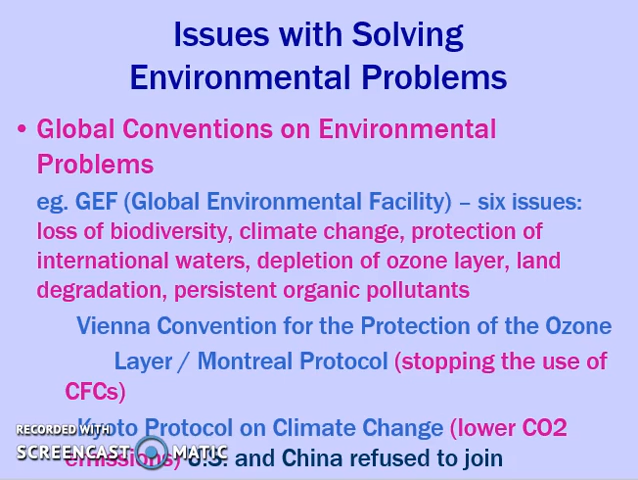 Issues with Solving
Environmental Problems
• Global Conventions on Environmental
Problems
eg. GEF (Global Environmental Facility) – six issues:
loss of biodiversity, climate change, protection of
international waters, depletion of ozone layer, land
degradation, persistent organic pollutants
Vienna Convention for the Protection of the Ozone
Layer / Montreal Protocol (stopping the use of
CFCs)
Kyoto Protocol on Climate Change (lower CO2
emissions) U.S. and China refused to join
RECORDED WITH
SCREENCAST MATIC